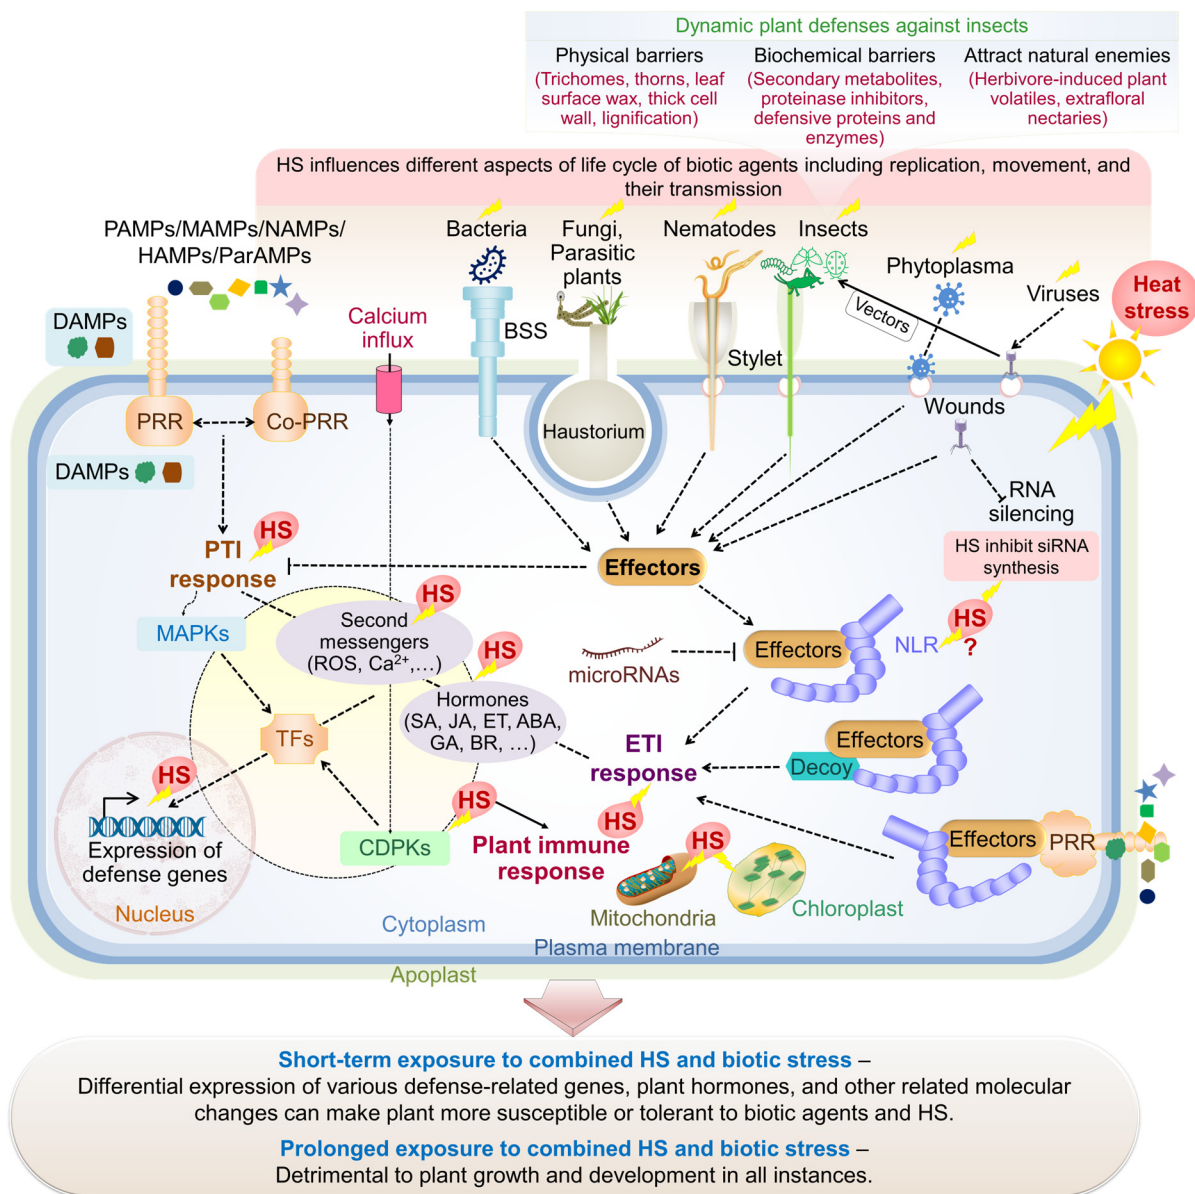 Dynamic plant defenses against insects
Physical barriers
(Trichomes, thorns, leaf
surface wax, thick cell
wall, lignification)
Biochemical barriers
(Secondary metabolites,
proteinase inhibitors,
defensive proteins and
enzymes)
Attract natural enemies
(Herbivore-induced plant
volatiles, extrafloral
nectaries)
HS influences different aspects of life cycle of biotic agents including replication, movement, and
their transmission
PAMPs/MAMPs/NAMPs/
HAMPs/ParAMPs
Bacteria
Fungi,
Parasitic
plants
Nematodes
Insects
Phytoplasma
Viruses
Heat
stress
DAMPs
Calcium
influx
BSS
Stylet
Vectors
PRR
Co-PRR
Haustorium
Wounds
DAMPs
RNA
silencing
HS inhibit siRNA
synthesis
HS
PTI
response
Effectors
HS
MAPKs
Second
messengers
(ROS, Ca²⁺,…)
HS
Hormones
(SA, JA, ET, ABA,
GA, BR, …)
microRNAs
Effectors
NLR
HS
?
TFs
ETI
response
Effectors
Decoy
HS
Expression of
defense genes
Nucleus
HS
CDPKs
Plant immune
response
HS
HS
Mitochondria
Chloroplast
Effectors
PRR
Cytoplasm
Plasma membrane
Apoplast
Short-term exposure to combined HS and biotic stress –
Differential expression of various defense-related genes, plant hormones, and other related molecular
changes can make plant more susceptible or tolerant to biotic agents and HS.
Prolonged exposure to combined HS and biotic stress –
Detrimental to plant growth and development in all instances.